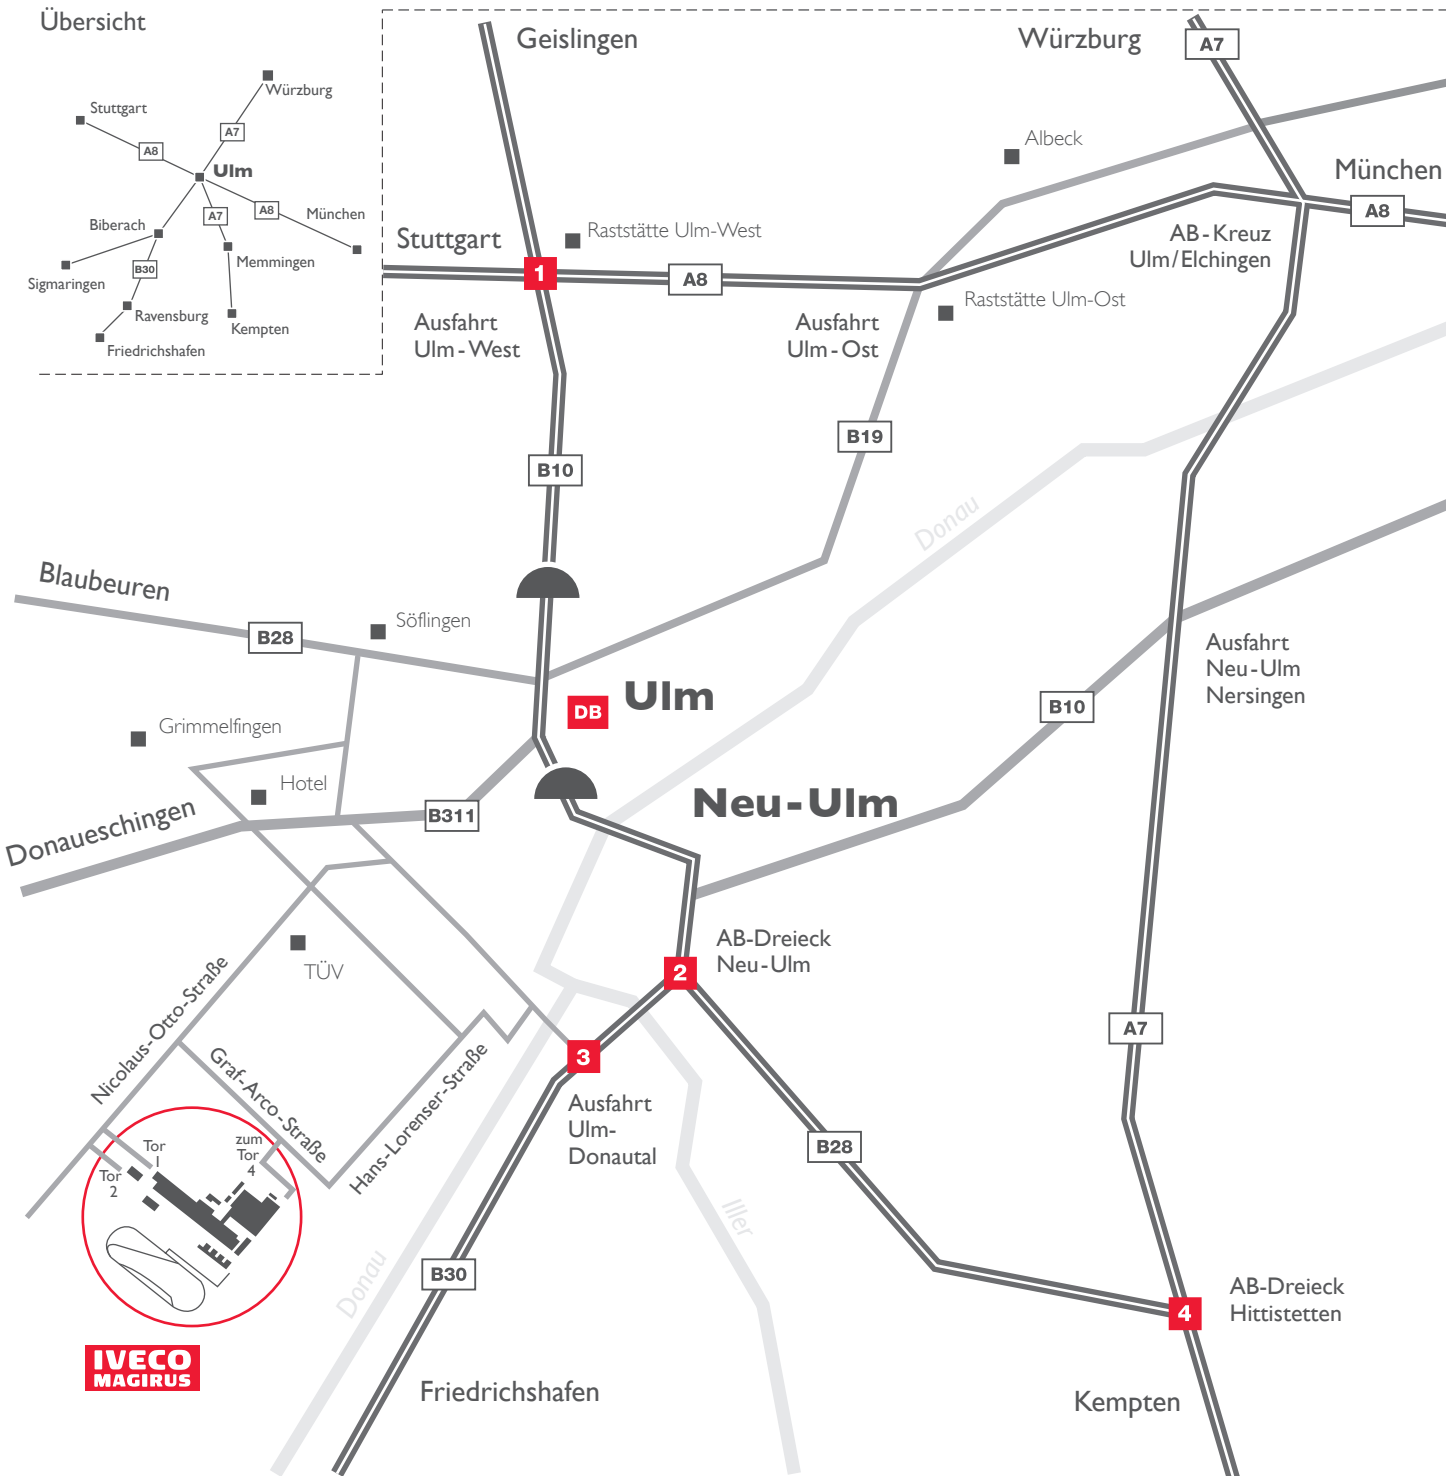 Übersicht
Würzburg
Stuttgart
A7
A8
Ulm
Biberach
A7
A8
München
B30
Memmingen
Sigmaringen
Ravensburg
Kempten
Friedrichshafen
Geislingen
Würzburg
A7
Albeck
München
A8
Raststätte Ulm-West
Stuttgart
1
A8
AB-Kreuz
Ulm/Elchingen
Raststätte Ulm-Ost
Ausfahrt
Ulm-West
Ausfahrt
Ulm-Ost
B19
B10
Donau
Blaubeuren
B28
Söflingen
Ausfahrt
Neu-Ulm
Nersingen
DB
Ulm
B10
Grimmelfingen
Hotel
Neu-Ulm
B311
Donaueschingen
AB-Dreieck
Neu-Ulm
2
TÜV
Nicolaus-Otto-Straße
A7
3
Graf-Arco-Straße
Hans-Lorenser-Straße
Ausfahrt
Ulm-
Donautal
B28
Tor
1
zum
Tor
4
Tor
2
Iller
Donau
B30
AB-Dreieck
Hittistetten
4
IVECO
MAGIRUS
Friedrichshafen
Kempten